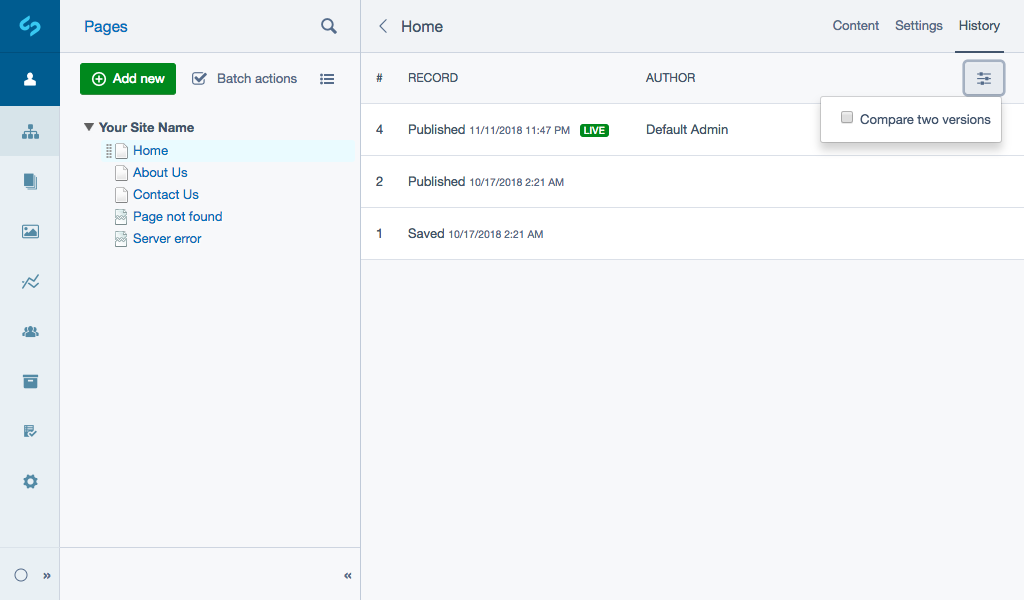 Pages
Home
Content Settings History
Add new Batch actions
# RECORD AUTHOR
Compare two versions
Your Site Name
Home
About Us
Contact Us
Page not found
Server error
4 Published 11/11/2018 11:47 PM LIVE Default Admin
2 Published 10/17/2018 2:21 AM
1 Saved 10/17/2018 2:21 AM
»
«